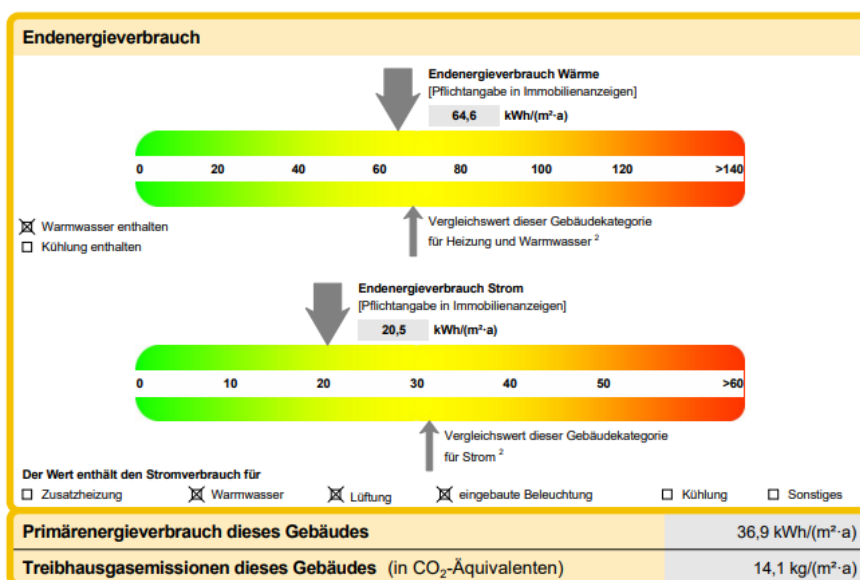 Endenergieverbrauch
Endenergieverbrauch Wärme
[Pflichtangabe in Immobilienanzeigen]
64,6 kWh/(m²·a)
0 20 40 60 80 100 120 >140
☒ Warmwasser enthalten
☐ Kühlung enthalten
Vergleichswert dieser Gebäudekategorie
für Heizung und Warmwasser ²
Endenergieverbrauch Strom
[Pflichtangabe in Immobilienanzeigen]
20,5 kWh/(m²·a)
0 10 20 30 40 50 >60
Vergleichswert dieser Gebäudekategorie
für Strom ²
Der Wert enthält den Stromverbrauch für
☐ Zusatzheizung ☒ Warmwasser ☒ Lüftung ☒ eingebaute Beleuchtung ☐ Kühlung ☐ Sonstiges
Primärenergieverbrauch dieses Gebäudes 36,9 kWh/(m²·a)
Treibhausgasemissionen dieses Gebäudes (in CO₂-Äquivalenten) 14,1 kg/(m²·a)